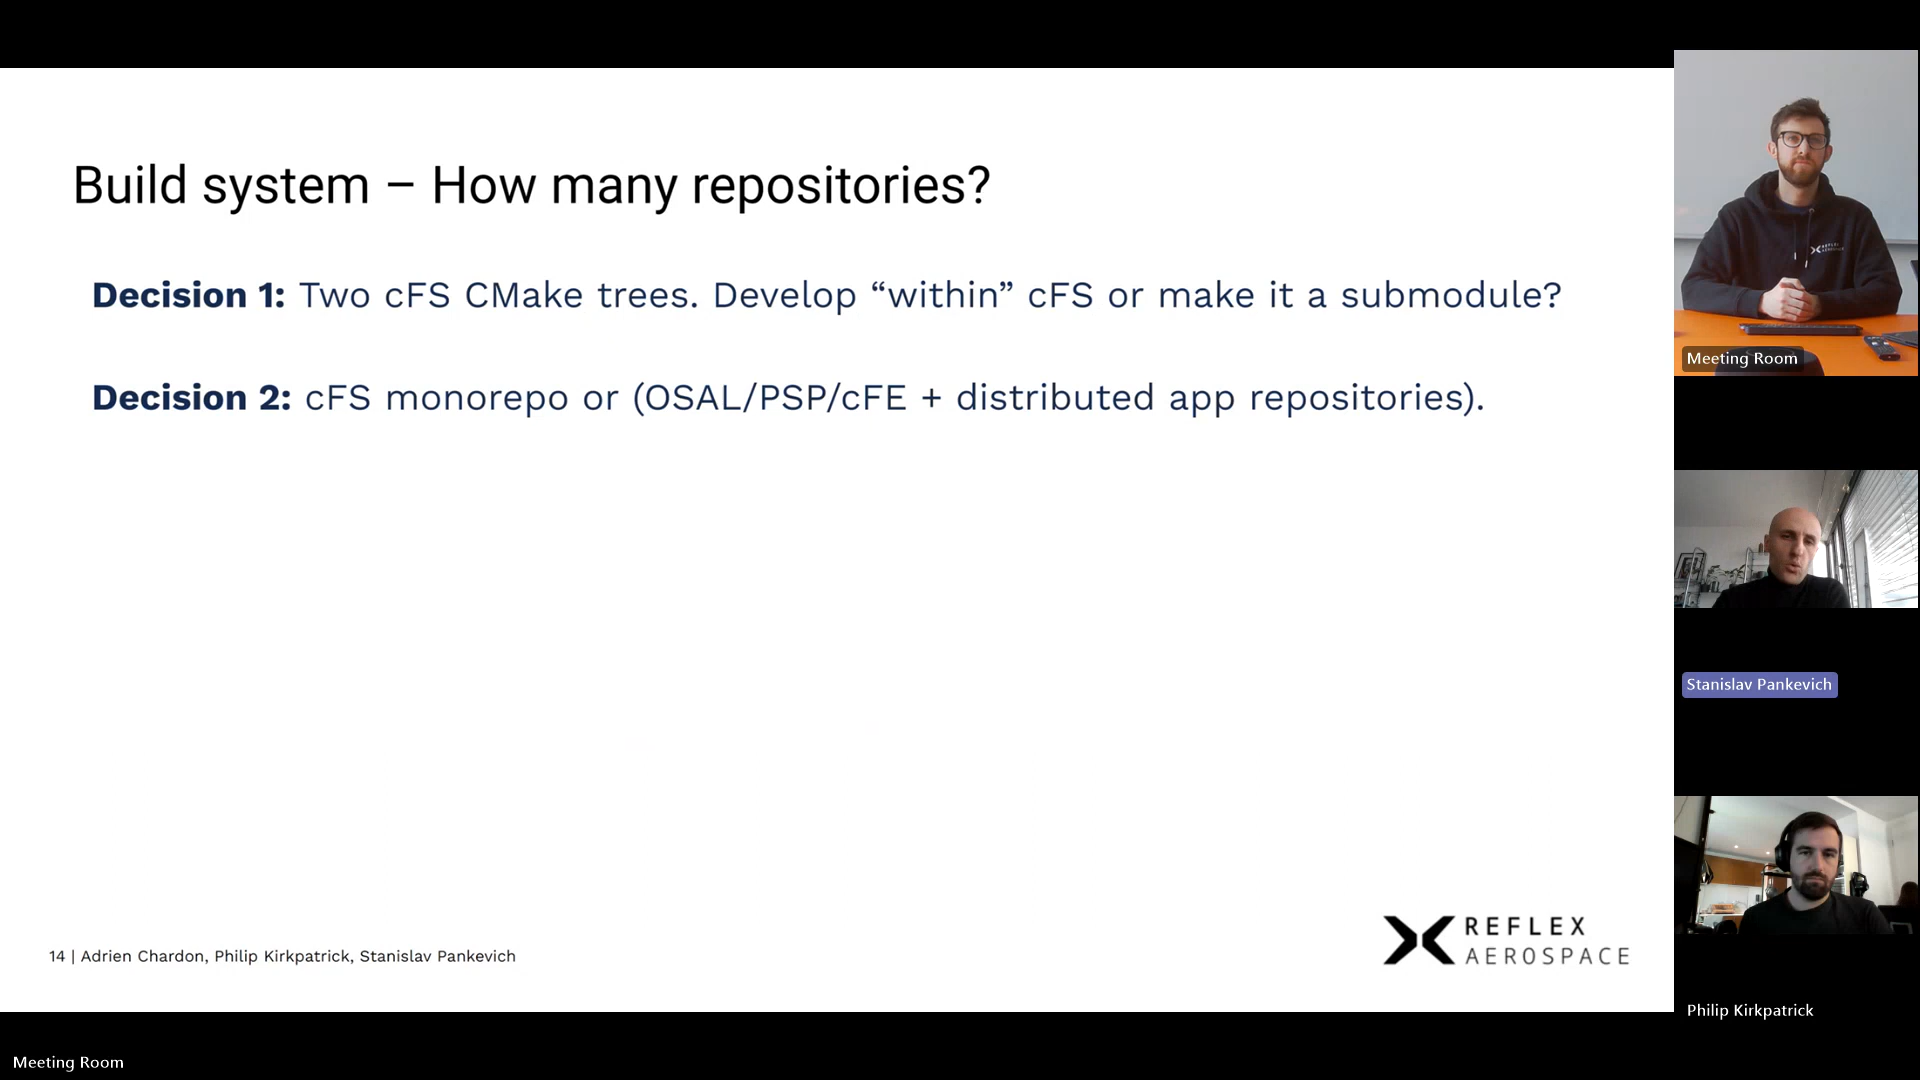 Build system – How many repositories?
Decision 1: Two cFS CMake trees. Develop “within” cFS or make it a submodule?
Decision 2: cFS monorepo or (OSAL/PSP/cFE + distributed app repositories).
14 | Adrien Chardon, Philip Kirkpatrick, Stanislav Pankevich
REFLEX
AEROSPACE
REFLEX
AEROSPACE
Meeting Room
Stanislav Pankevich
Philip Kirkpatrick
Meeting Room